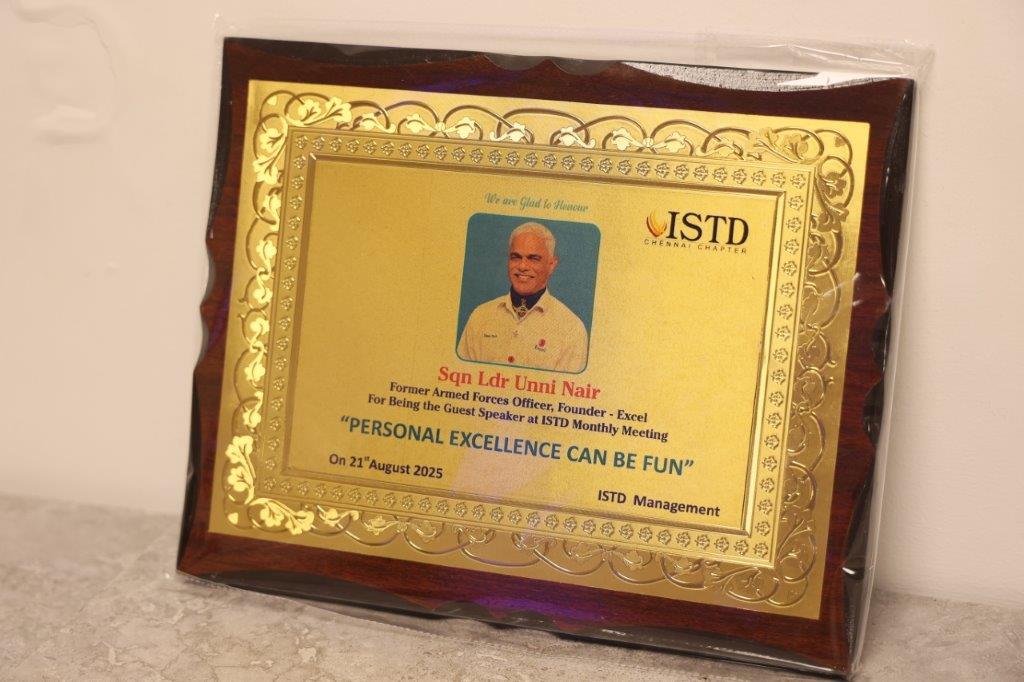 We are Glad to Honour
ISTD
CHENNAI CHAPTER
Sqn Ldr Unni Nair
Former Armed Forces Officer, Founder - Excel
For Being the Guest Speaker at ISTD Monthly Meeting
“PERSONAL EXCELLENCE CAN BE FUN”
On 21st August 2025
ISTD Management